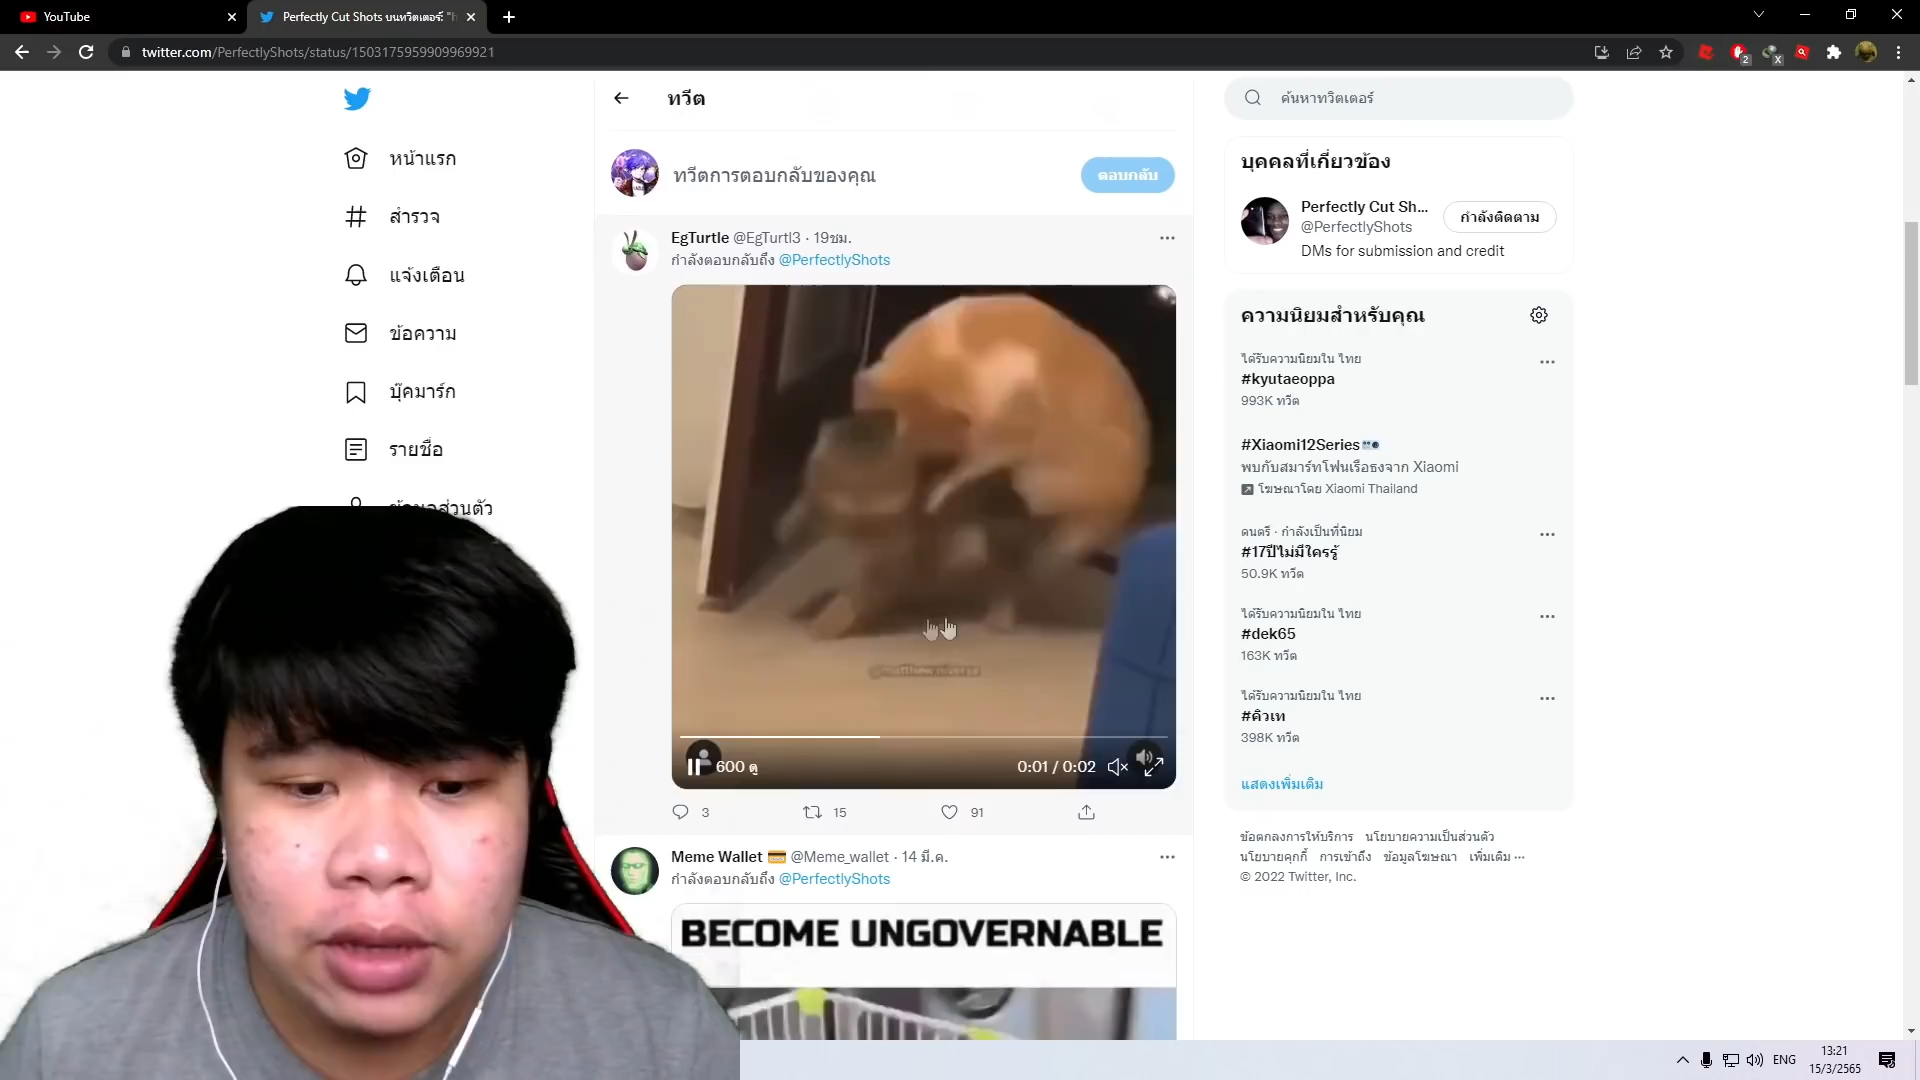 YouTube
Perfectly Cut Shots บนทวิตเตอร์: "h
twitter.com/PerfectlyShots/status/1503175959909969921
2
X
หน้าแรก
สำรวจ
แจ้งเตือน
ข้อความ
บุ๊คมาร์ก
รายชื่อ
ข้อมูลส่วนตัว
ทวีต
ทวีตการตอบกลับของคุณ
ตอบกลับ
EgTurtle @EgTurtl3 · 19ชม.
กำลังตอบกลับถึง @PerfectlyShots
600 ดู
0:01 / 0:02
3
15
91
Meme Wallet 💳 @Meme_wallet · 14 มี.ค.
กำลังตอบกลับถึง @PerfectlyShots
BECOME UNGOVERNABLE
ค้นหาทวิตเตอร์
บุคคลที่เกี่ยวข้อง
Perfectly Cut Sh...
@PerfectlyShots
กำลังติดตาม
DMs for submission and credit
ความนิยมสำหรับคุณ
ได้รับความนิยมใน ไทย
#kyutaeoppa
993K ทวีต
#Xiaomi12Series
พบกับสมาร์ทโฟนเรือธงจาก Xiaomi
โฆษณาโดย Xiaomi Thailand
ดนตรี · กำลังเป็นที่นิยม
#17ปีไม่มีใครรู้
50.9K ทวีต
ได้รับความนิยมใน ไทย
#dek65
163K ทวีต
ได้รับความนิยมใน ไทย
#คิวเท
398K ทวีต
แสดงเพิ่มเติม
ข้อตกลงการให้บริการ นโยบายความเป็นส่วนตัว
นโยบายคุกกี้ การเข้าถึง ข้อมูลโฆษณา เพิ่มเติม ···
© 2022 Twitter, Inc.
ENG
13:21
15/3/2565